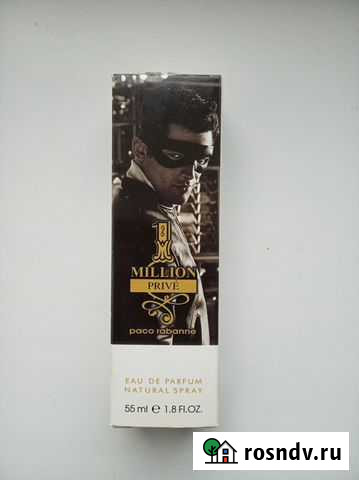 1
MILLION
PRIVÉ
paco rabanne
EAU DE PARFUM
NATURAL SPRAY
55 ml e 1.8 FL.OZ.
rosndv.ru